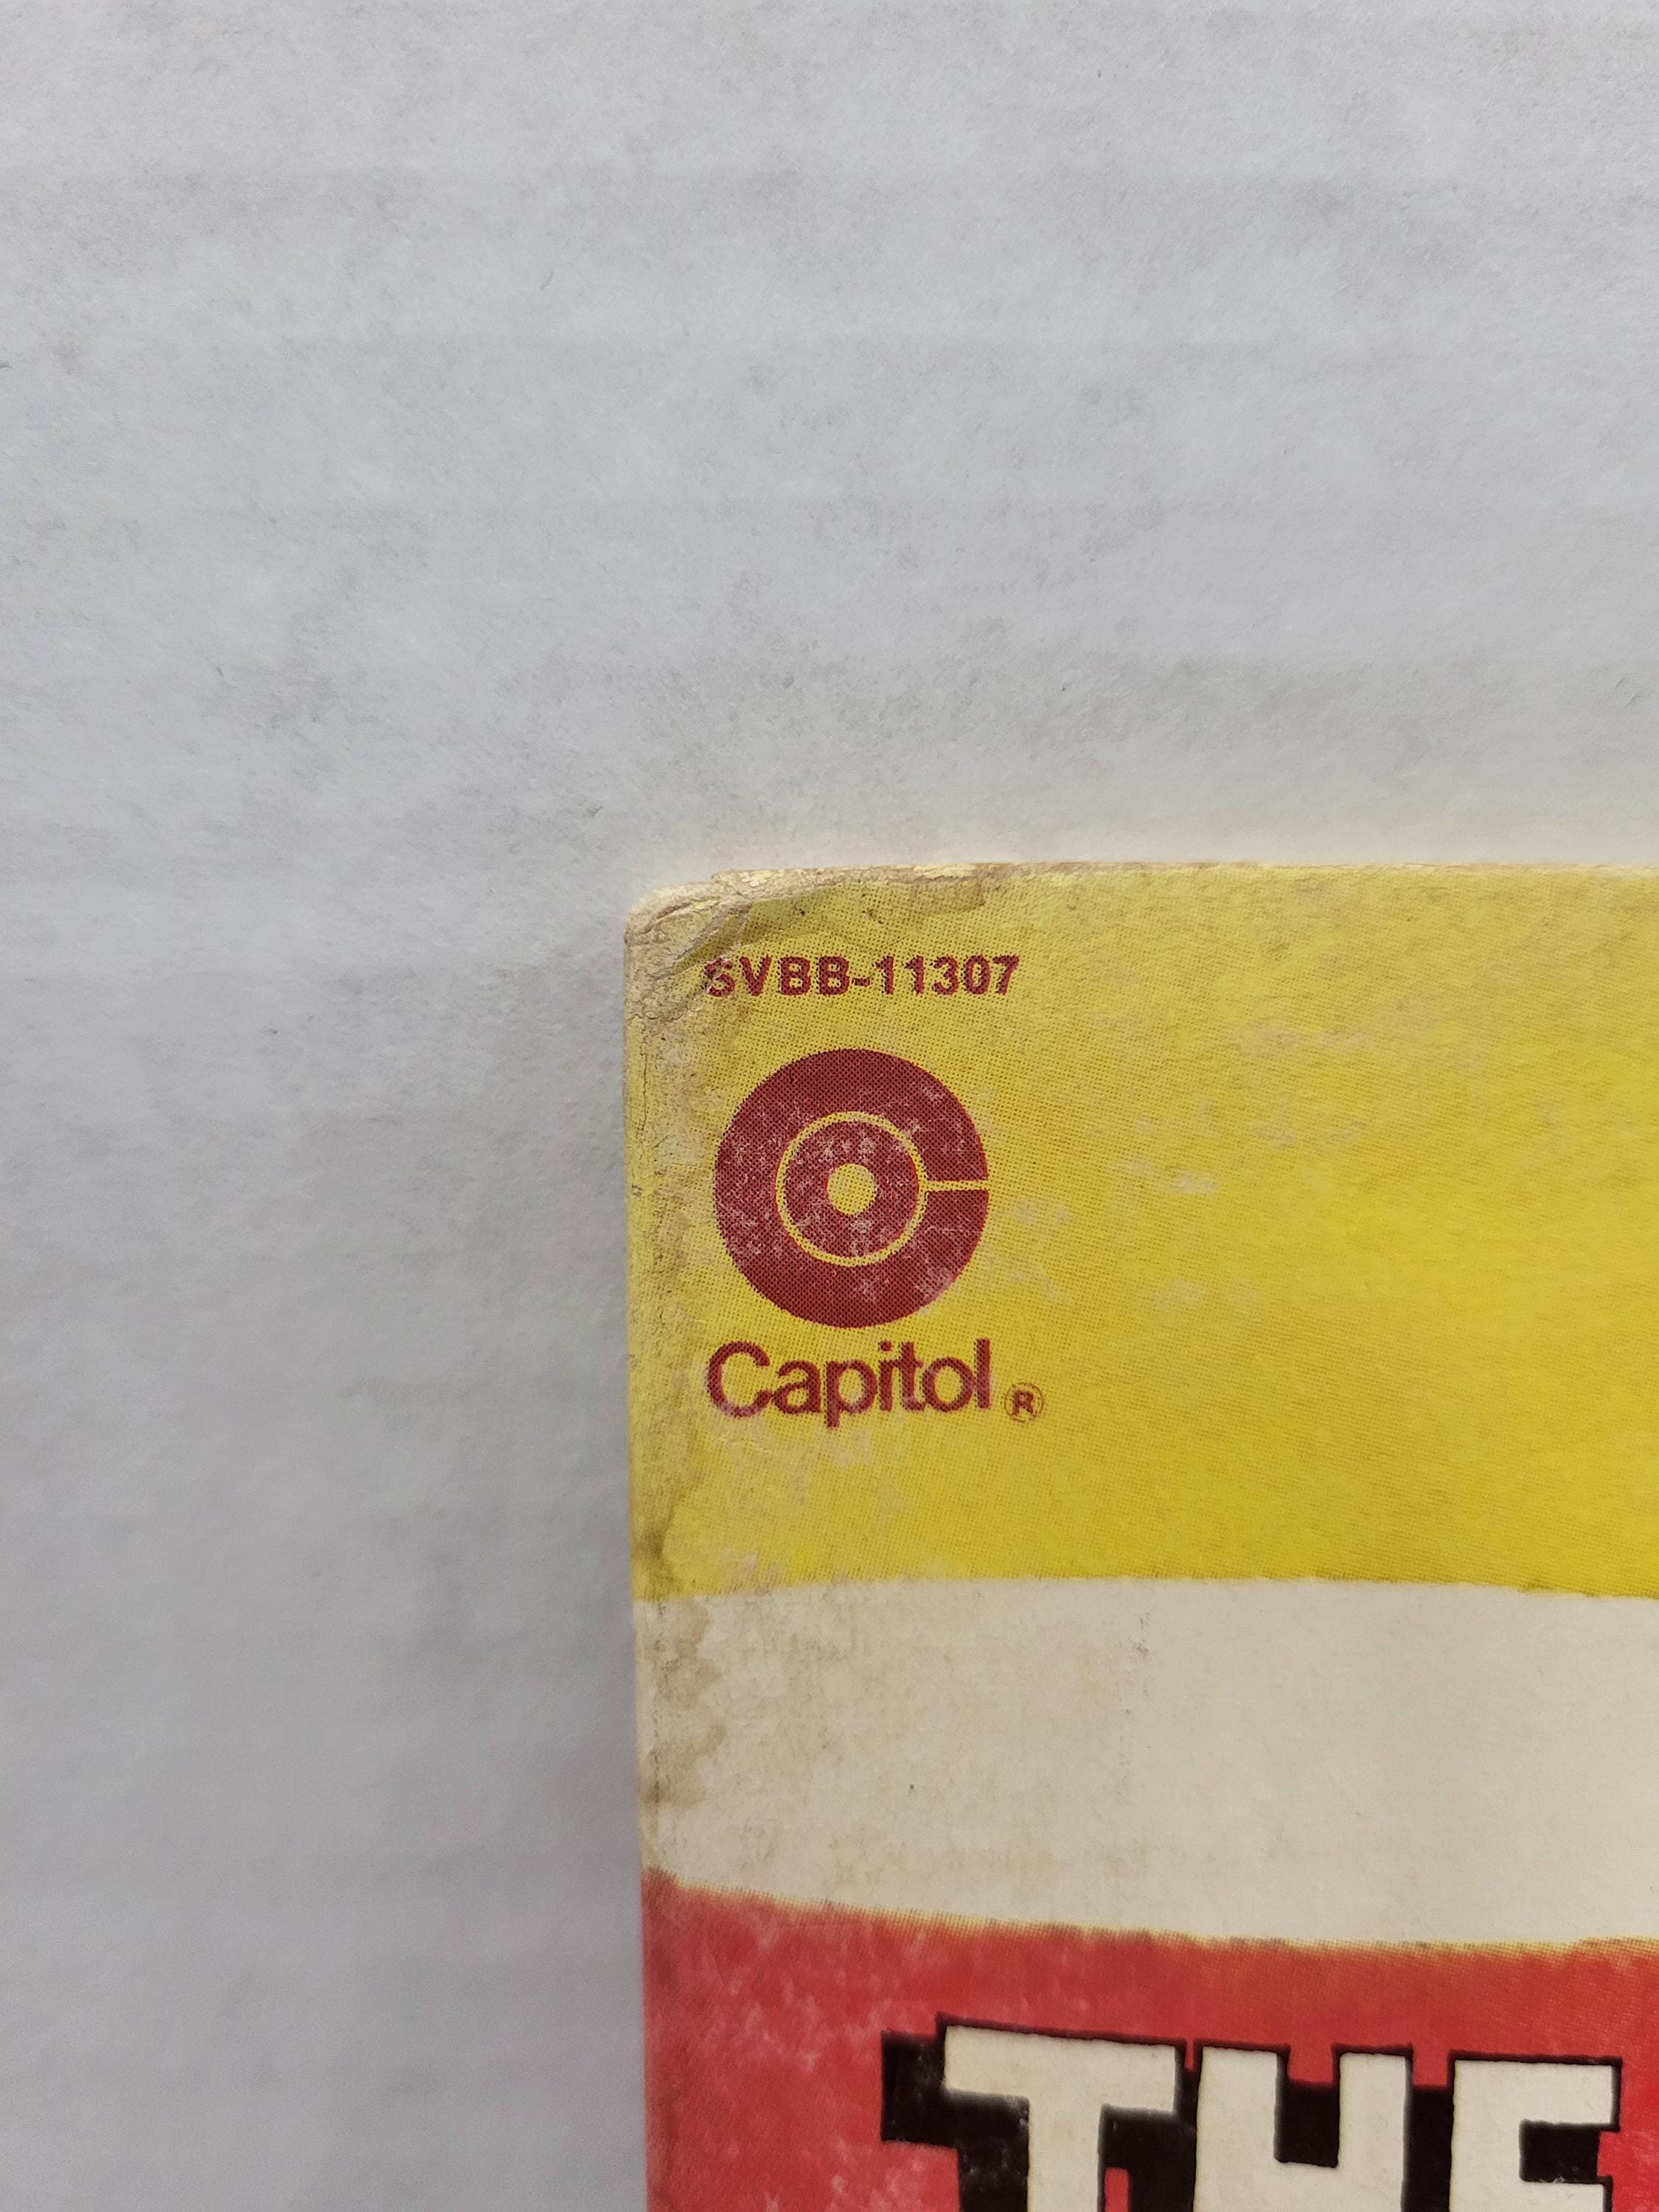 SVBB-11307
Capitol ®
THE